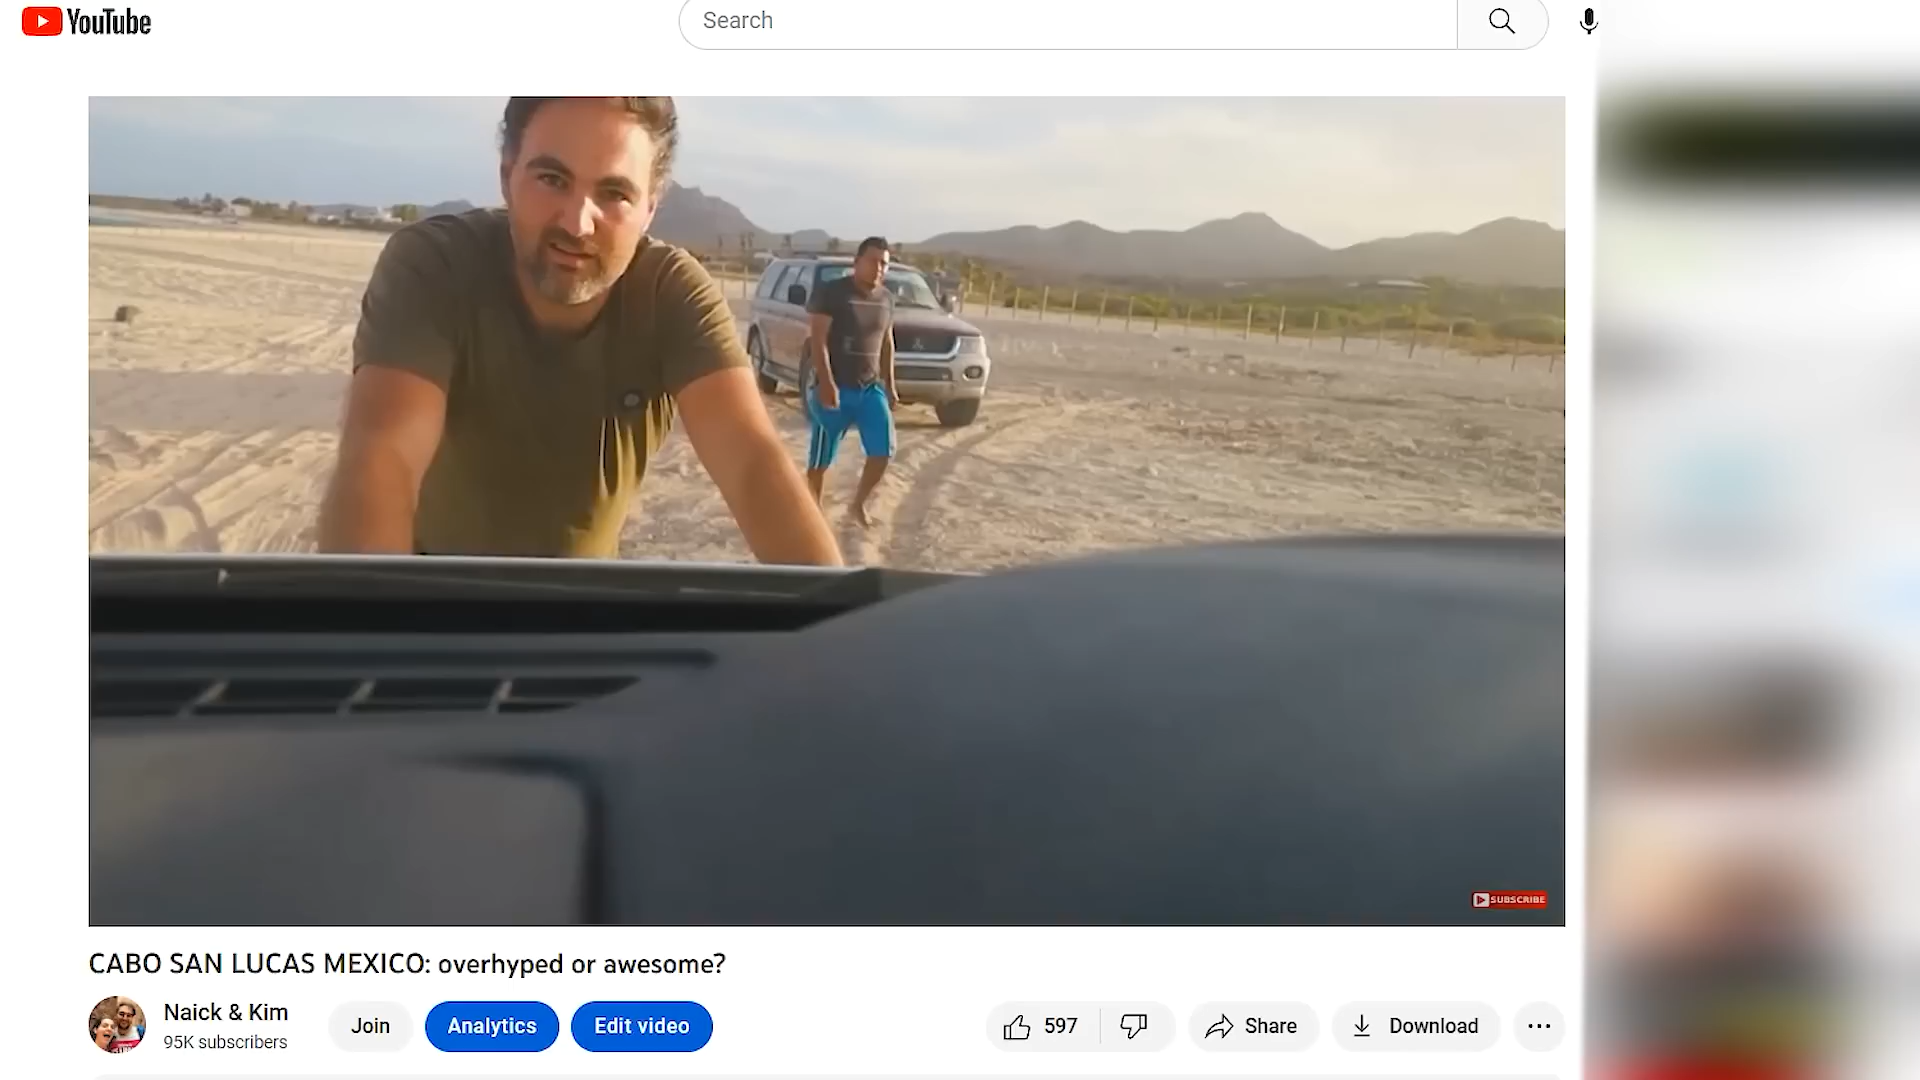 YouTube
Search
SUBSCRIBE
CABO SAN LUCAS MEXICO: overhyped or awesome?
Naick & Kim
95K subscribers
Join
Analytics
Edit video
597
Share
Download